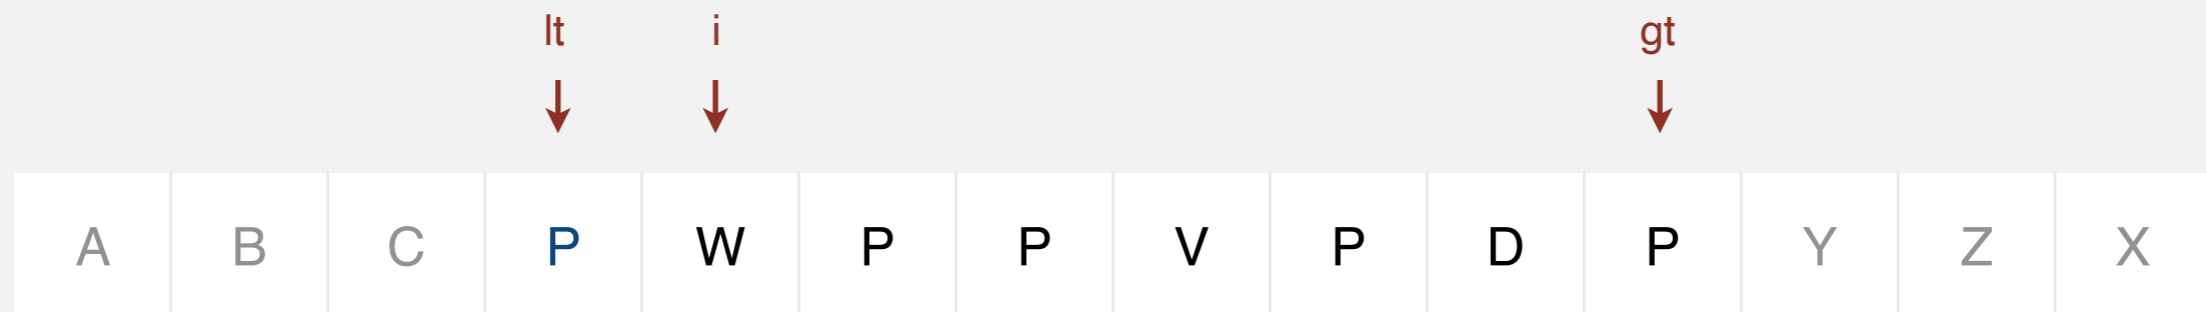 lt i gt
A B C P W P P V P D P Y Z X